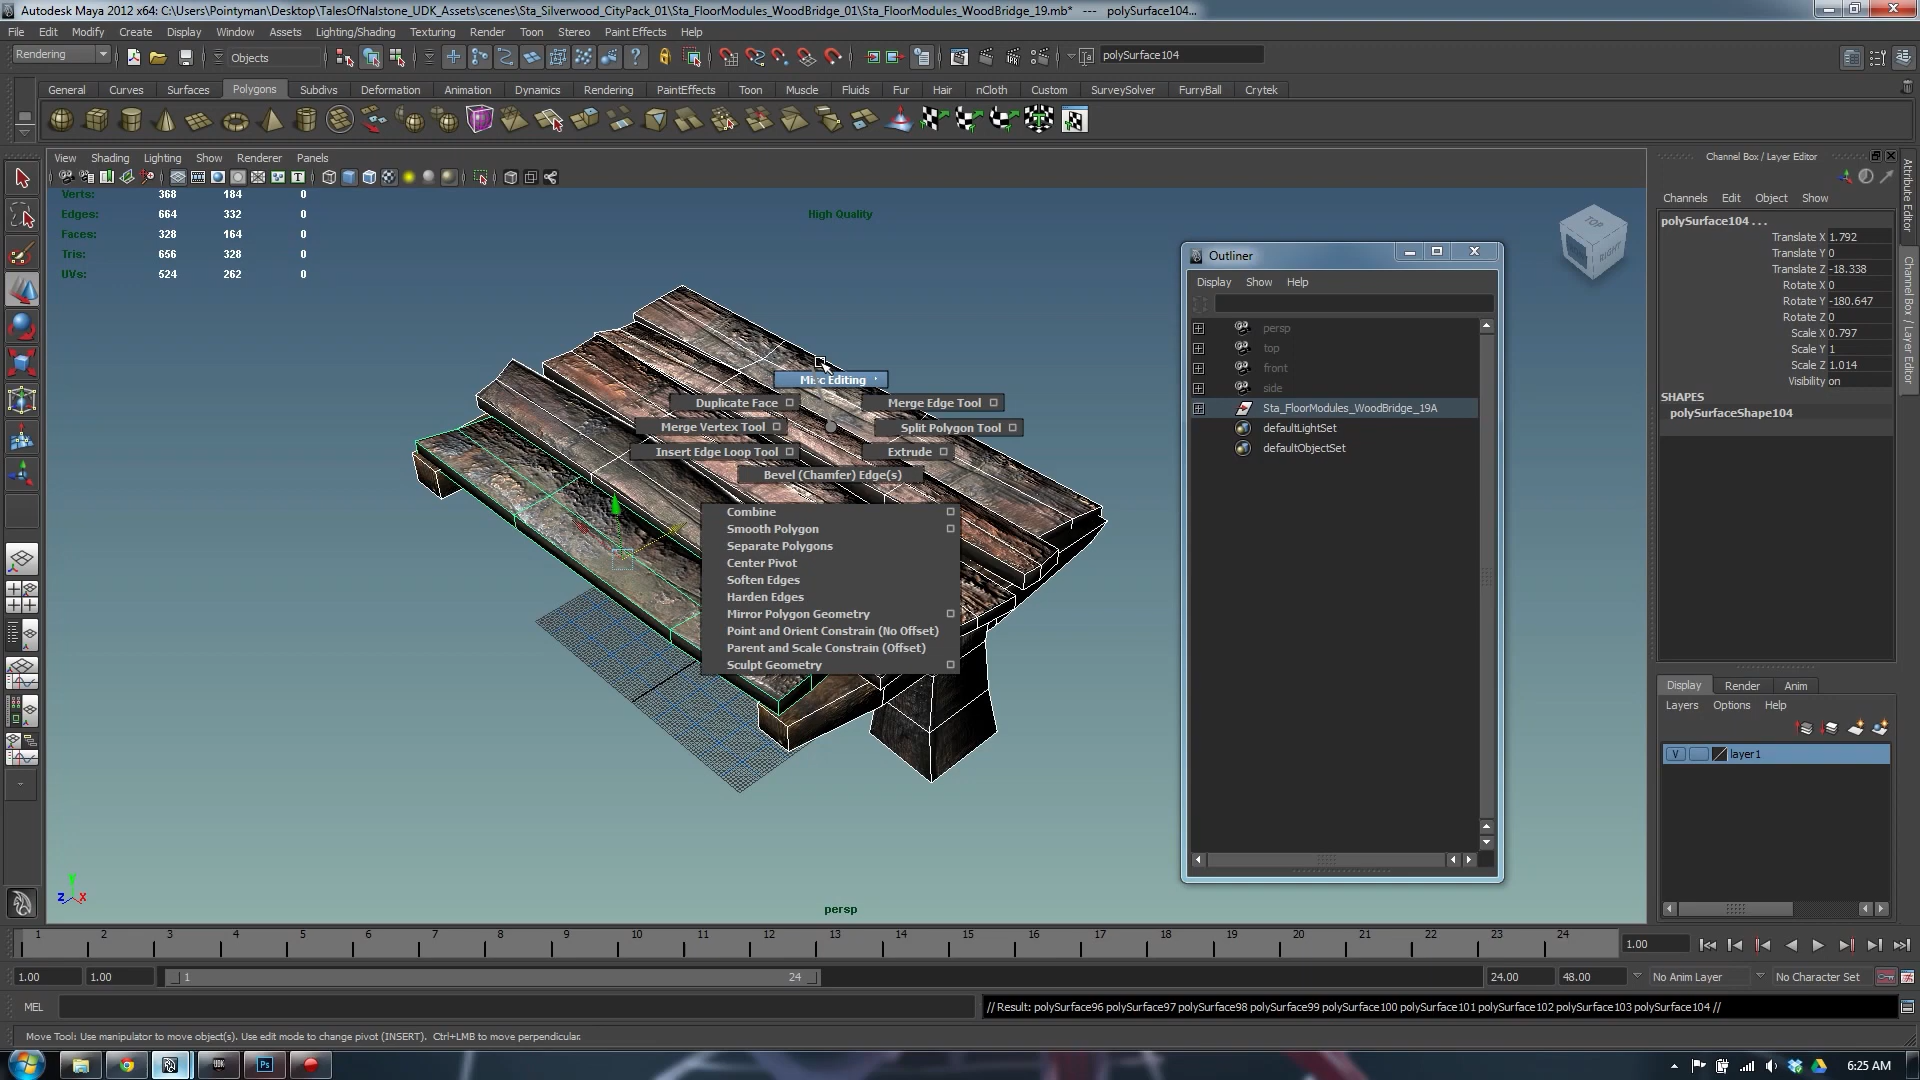 Autodesk Maya 2012 x64: C:\Users\Pointyman\Desktop\TalesOfNalstone_UDK_Assets\scenes\Sta_Silverwood_CityPack_01\Sta_FloorModules_WoodBridge_01\Sta_FloorModules_WoodBridge_19.mb* --- polySurface104...
File Edit Modify Create Display Window Assets Lighting/Shading Texturing Render Toon Stereo Paint Effects Help
Rendering Objects polySurface104
General Curves Surfaces Polygons Subdivs Deformation Animation Dynamics Rendering PaintEffects Toon Muscle Fluids Fur Hair nCloth Custom SurveySolver FurryBall Crytek
View Shading Lighting Show Renderer Panels
Verts: 368 184 0
Edges: 664 332 0
Faces: 328 164 0
Tris: 656 328 0
UVs: 524 262 0
High Quality
TOP
RIGHT
Misc Editing
Duplicate Face
Merge Edge Tool
Merge Vertex Tool
Split Polygon Tool
Insert Edge Loop Tool
Extrude
Bevel (Chamfer) Edge(s)
Combine
Smooth Polygon
Separate Polygons
Center Pivot
Soften Edges
Harden Edges
Mirror Polygon Geometry
Point and Orient Constrain (No Offset)
Parent and Scale Constrain (Offset)
Sculpt Geometry
persp
y
z x
Outliner
Display Show Help
persp
top
front
side
Sta_FloorModules_WoodBridge_19A
defaultLightSet
defaultObjectSet
Channel Box / Layer Editor
Channels Edit Object Show
polySurface104 . . .
Translate X 1.792
Translate Y 0
Translate Z -18.338
Rotate X 0
Rotate Y -180.647
Rotate Z 0
Scale X 0.797
Scale Y 1
Scale Z 1.014
Visibility on
SHAPES
polySurfaceShape104
Attribute Editor
Channel Box / Layer Editor
Display Render Anim
Layers Options Help
V layer1
1 2 3 4 5 6 7 8 9 10 11 12 13 14 15 16 17 18 19 20 21 22 23 24
1.00
1.00 1.00 1 24 24.00 48.00 No Anim Layer No Character Set
MEL
// Result: polySurface96 polySurface97 polySurface98 polySurface99 polySurface100 polySurface101 polySurface102 polySurface103 polySurface104 //
Move Tool: Use manipulator to move object(s). Use edit mode to change pivot (INSERT). Ctrl+LMB to move perpendicular.
Ps
6:25 AM